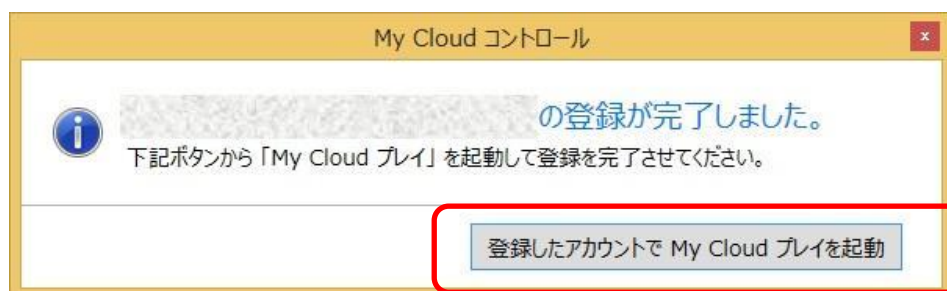 My Cloud コントロール
x
の登録が完了しました。
下記ボタンから「My Cloud プレイ」を起動して登録を完了させてください。
登録したアカウントで My Cloud プレイを起動